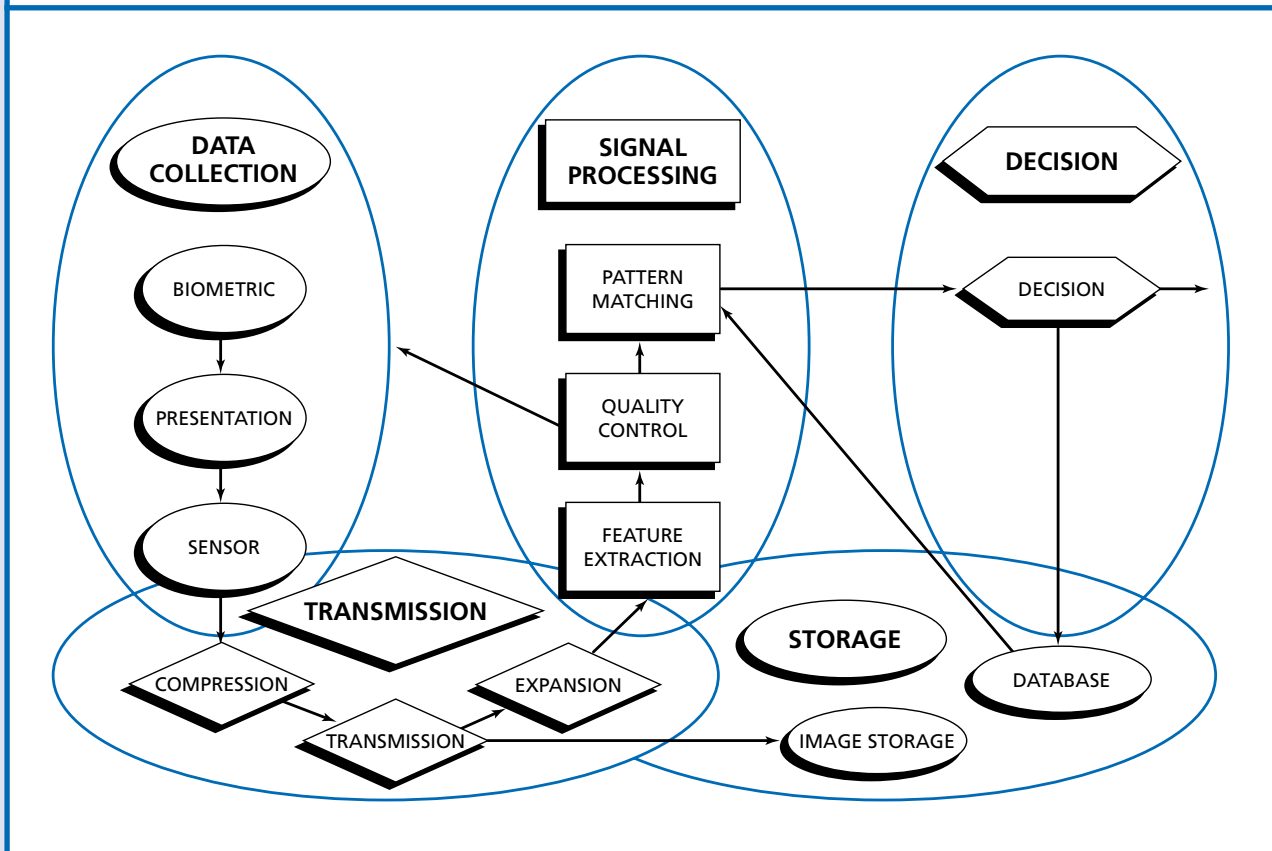 DATA
COLLECTION
SIGNAL
PROCESSING
DECISION
BIOMETRIC
PATTERN
MATCHING
DECISION
PRESENTATION
QUALITY
CONTROL
SENSOR
FEATURE
EXTRACTION
TRANSMISSION
STORAGE
COMPRESSION
EXPANSION
DATABASE
TRANSMISSION
IMAGE STORAGE